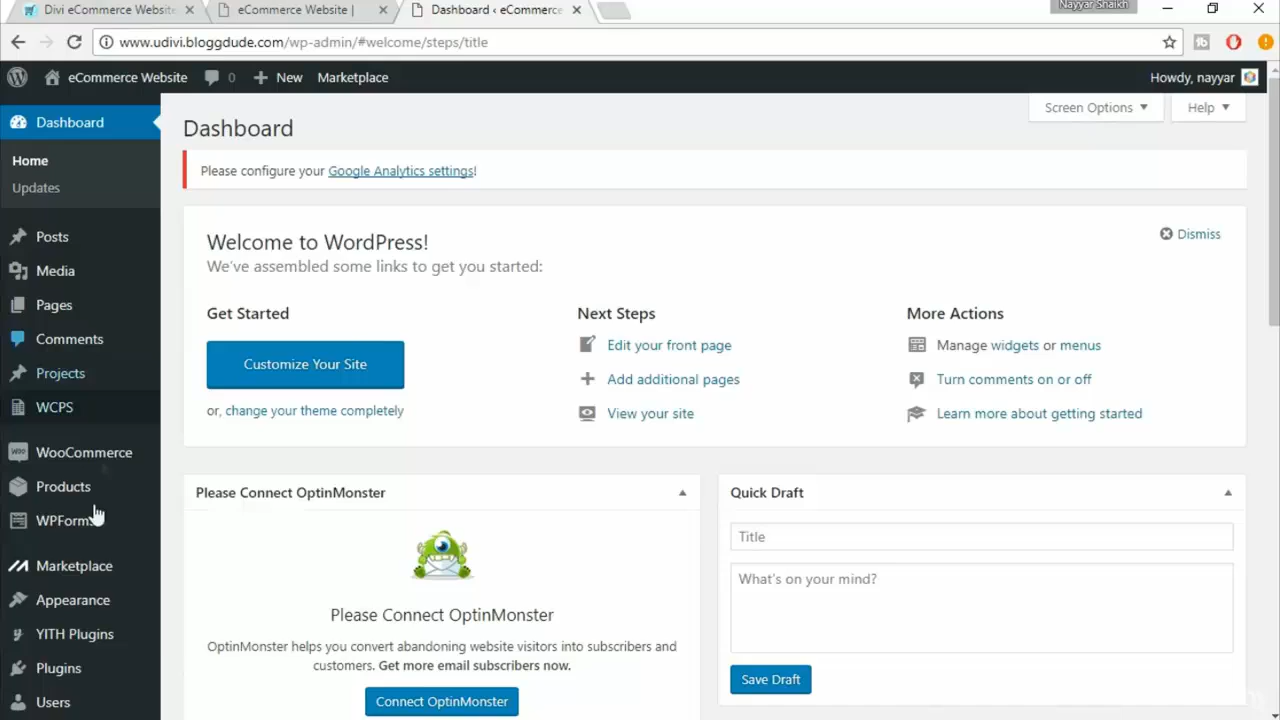 Nayyar Shaikh
Divi eCommerce Website
eCommerce Website |
Dashboard ‹ eCommerce
www.udivi.bloggdude.com/wp-admin/#welcome/steps/title
eCommerce Website 0 New Marketplace
Howdy, nayyar
Dashboard
Home
Updates
Posts
Media
Pages
Comments
Projects
WCPS
WooCommerce
Products
WPForms
Marketplace
Appearance
YITH Plugins
Plugins
Users
Screen Options
Help
Dashboard
Please configure your Google Analytics settings!
Dismiss
Welcome to WordPress!
We've assembled some links to get you started:
Get Started
Customize Your Site
or, change your theme completely
Next Steps
Edit your front page
Add additional pages
View your site
More Actions
Manage widgets or menus
Turn comments on or off
Learn more about getting started
Please Connect OptinMonster
Please Connect OptinMonster
OptinMonster helps you convert abandoning website visitors into subscribers and
customers. Get more email subscribers now.
Connect OptinMonster
Quick Draft
Title
What's on your mind?
Save Draft